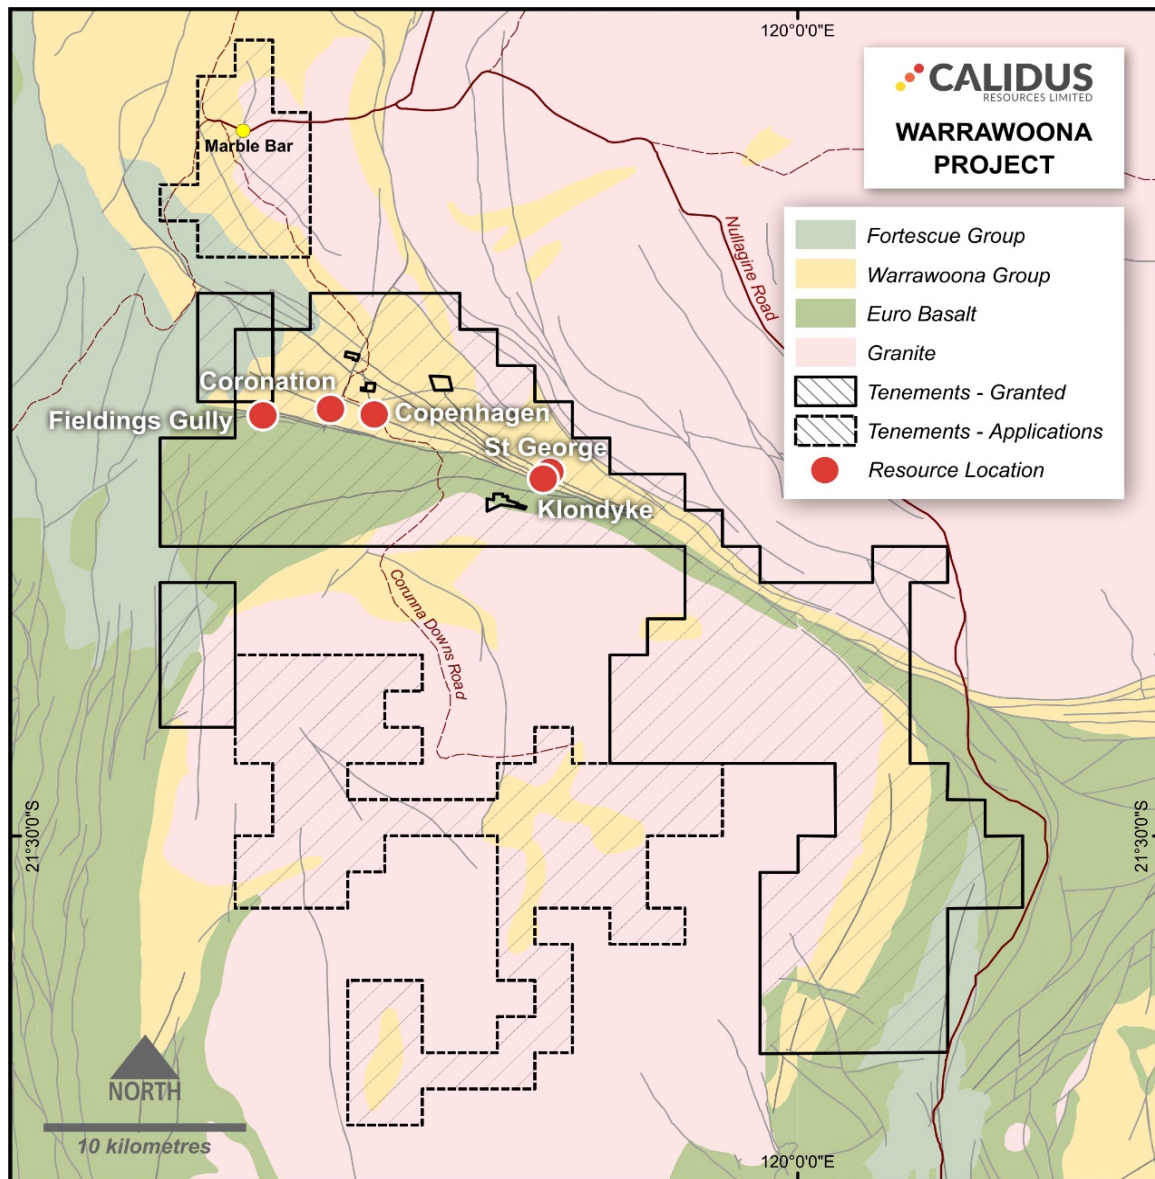 120°0'0"E
CALIDUS
RESOURCES LIMITED
WARRAWOONA
PROJECT
Marble Bar
Nullagine Road
Fortescue Group
Warrawoona Group
Euro Basalt
Granite
Tenements - Granted
Tenements - Applications
Resource Location
Coronation
Fieldings Gully
Copenhagen
St George
Klondyke
Corunna Downs Road
21°30'0"S
21°30'0"S
NORTH
10 kilometres
120°0'0"E